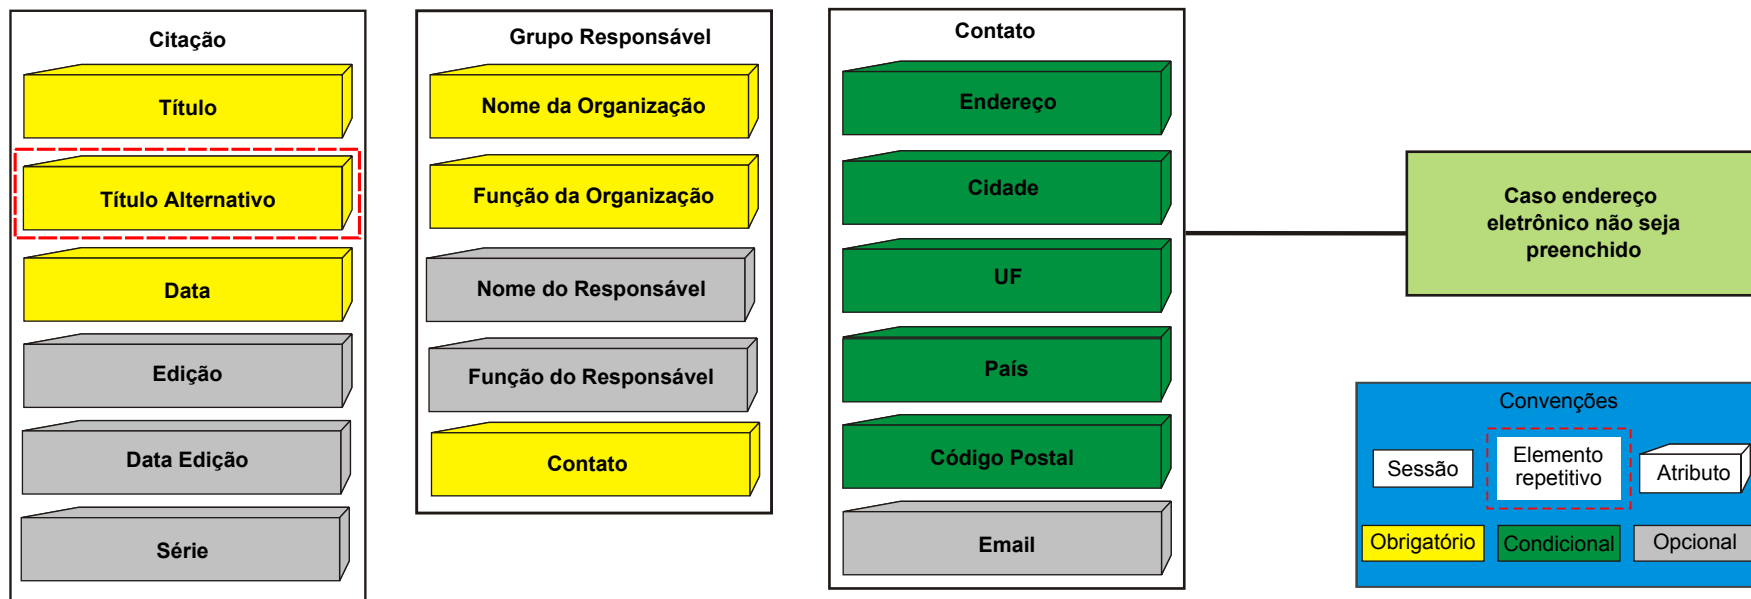 Citação
Título
Título Alternativo
Data
Edição
Data Edição
Série
Grupo Responsável
Nome da Organização
Função da Organização
Nome do Responsável
Função do Responsável
Contato
Contato
Endereço
Cidade
UF
País
Código Postal
Email
Caso endereço
eletrônico não seja
preenchido
Convenções
Sessão
Elemento
repetitivo
Atributo
Obrigatório
Condicional
Opcional